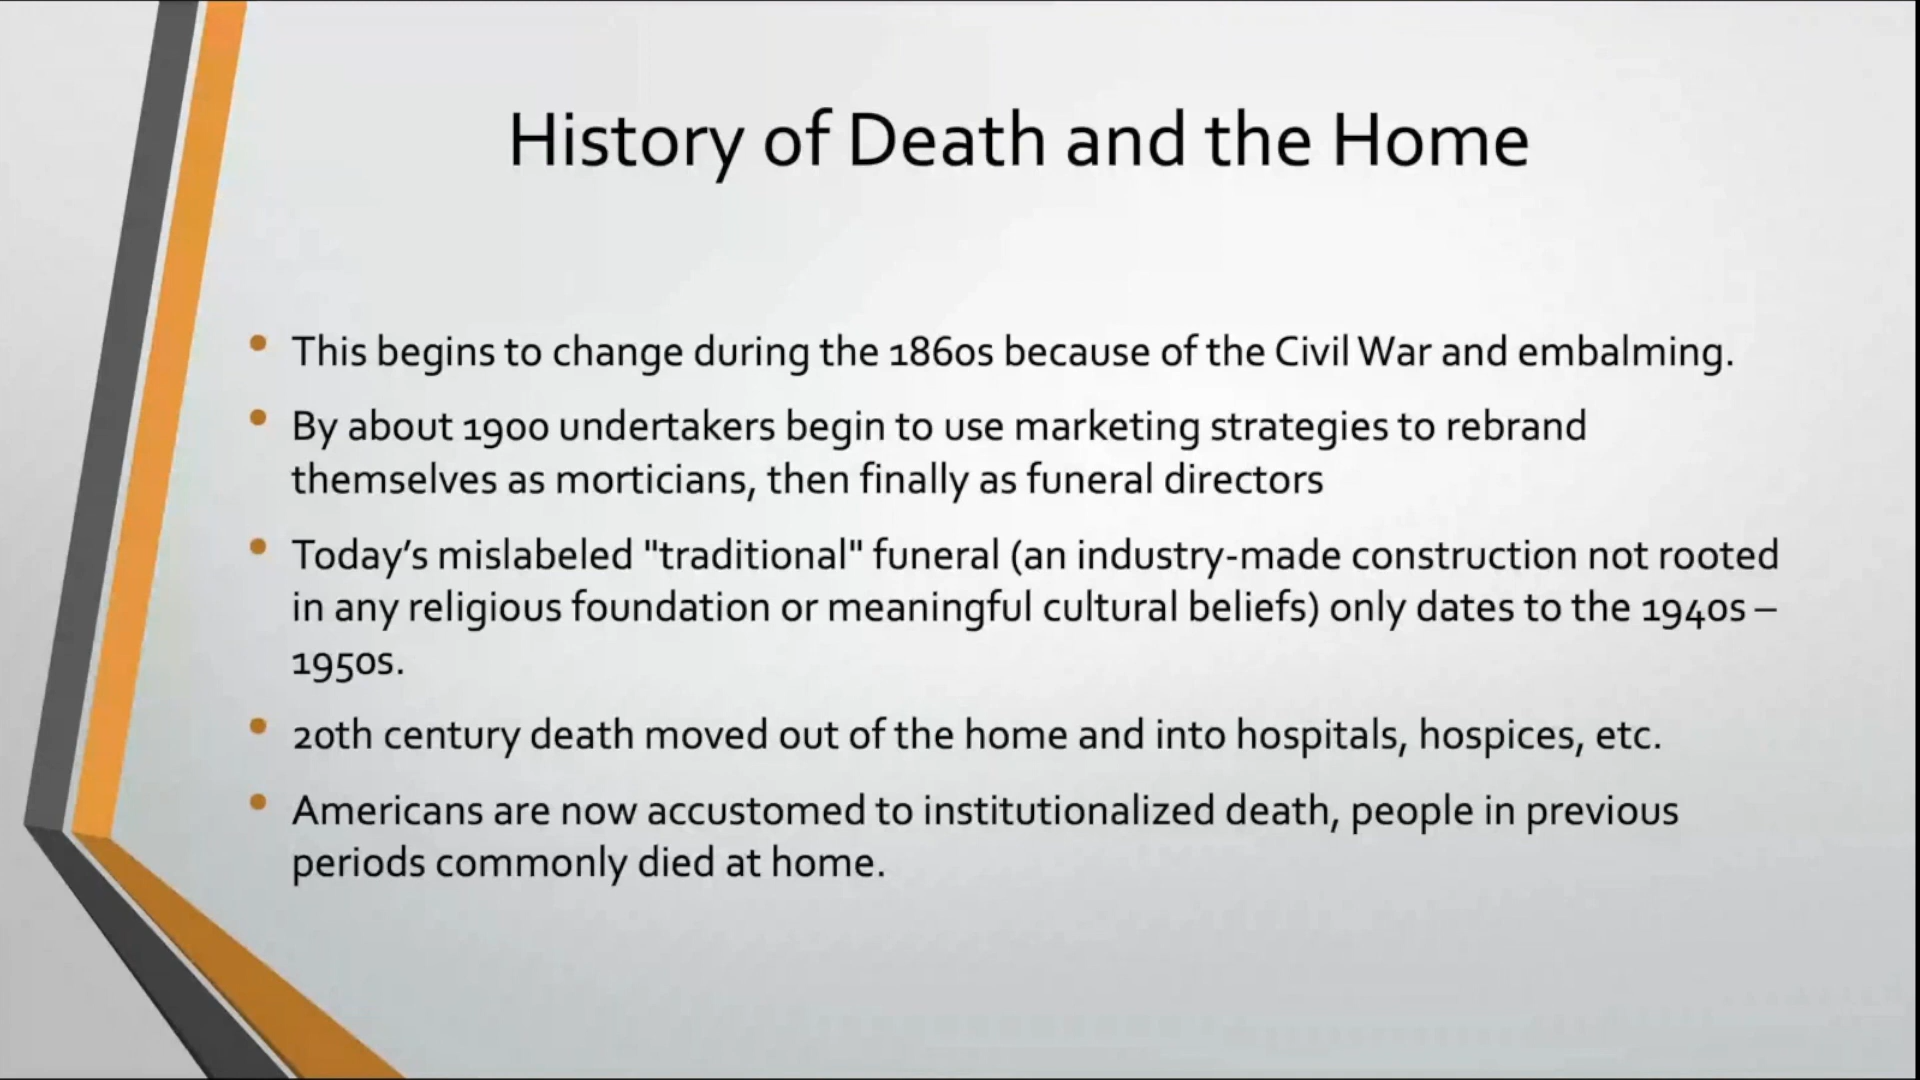 History of Death and the Home
• This begins to change during the 1860s because of the Civil War and embalming.
• By about 1900 undertakers begin to use marketing strategies to rebrand
themselves as morticians, then finally as funeral directors
• Today’s mislabeled "traditional" funeral (an industry-made construction not rooted
in any religious foundation or meaningful cultural beliefs) only dates to the 1940s –
1950s.
• 20th century death moved out of the home and into hospitals, hospices, etc.
• Americans are now accustomed to institutionalized death, people in previous
periods commonly died at home.